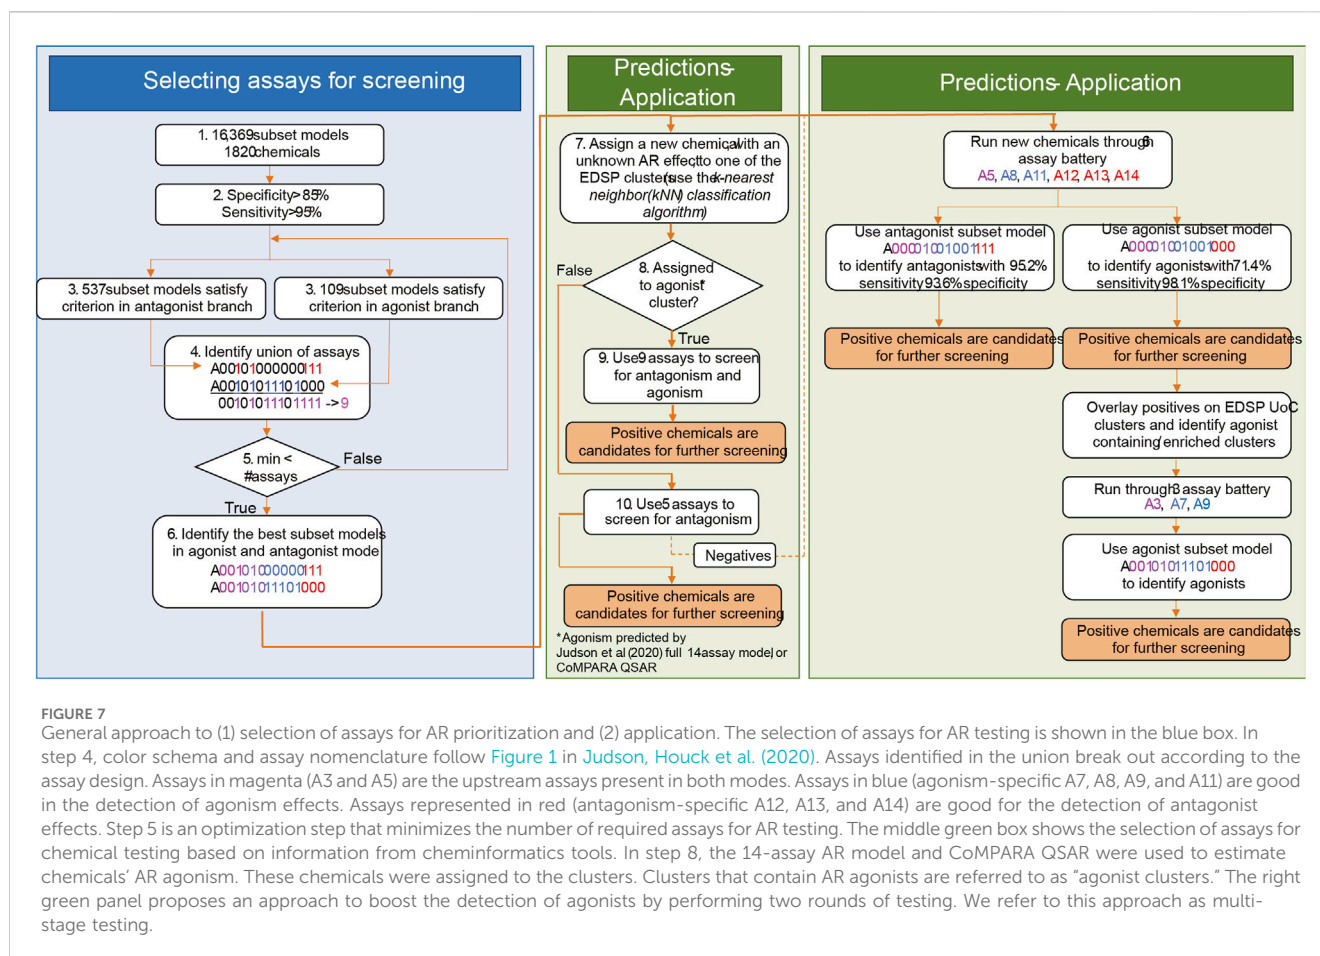 Selecting assays for screening
1. 16,369 subset models
1820 chemicals
2. Specificity > 85%
Sensitivity > 95%
3. 537 subset models satisfy
criterion in antagonist branch
3. 109 subset models satisfy
criterion in agonist branch
4. Identify union of assays
A00101000000111
A00101011101000
00101011101111 -> 9
5. min <
#assays
False
True
6. Identify the best subset models
in agonist and antagonist mode
A00101000000111
A00101011101000
Predictions-
Application
7. Assign a new chemical, with an
unknown AR effect, to one of the
EDSP clusters (use the k-nearest
neighbor (kNN) classification
algorithm)
False
8. Assigned
to agonist*
cluster?
True
9. Use 9 assays to screen
for antagonism and
agonism
Positive chemicals are
candidates for further screening
10. Use 5 assays to
screen for antagonism
Negatives
Positive chemicals are
candidates for further screening
*Agonism predicted by
Judson et al (2020) full 14 assay model, or
CoMPARA QSAR
Predictions- Application
Run new chemicals through 6
assay battery
A5, A8, A11, A12, A13, A14
Use antagonist subset model
A00001001001111
to identify antagonists with 95.2%
sensitivity 93.6% specificity
Use agonist subset model
A00001001001000
to identify agonists with 71.4%
sensitivity 98.1% specificity
Positive chemicals are candidates
for further screening
Positive chemicals are candidates
for further screening
Overlay positives on EDSP UoC
clusters and identify agonist
containing/ enriched clusters
Run through 3 assay battery
A3, A7, A9
Use agonist subset model
A00101011101000
to identify agonists
Positive chemicals are candidates
for further screening
FIGURE 7
General approach to (1) selection of assays for AR prioritization and (2) application. The selection of assays for AR testing is shown in the blue box. In
step 4, color schema and assay nomenclature follow Figure 1 in Judson, Houck et al. (2020). Assays identified in the union break out according to the
assay design. Assays in magenta (A3 and A5) are the upstream assays present in both modes. Assays in blue (agonism-specific A7, A8, A9, and A11) are good
in the detection of agonism effects. Assays represented in red (antagonism-specific A12, A13, and A14) are good for the detection of antagonist
effects. Step 5 is an optimization step that minimizes the number of required assays for AR testing. The middle green box shows the selection of assays for
chemical testing based on information from cheminformatics tools. In step 8, the 14-assay AR model and CoMPARA QSAR were used to estimate
chemicals’ AR agonism. These chemicals were assigned to the clusters. Clusters that contain AR agonists are referred to as “agonist clusters.” The right
green panel proposes an approach to boost the detection of agonists by performing two rounds of testing. We refer to this approach as multi-
stage testing.